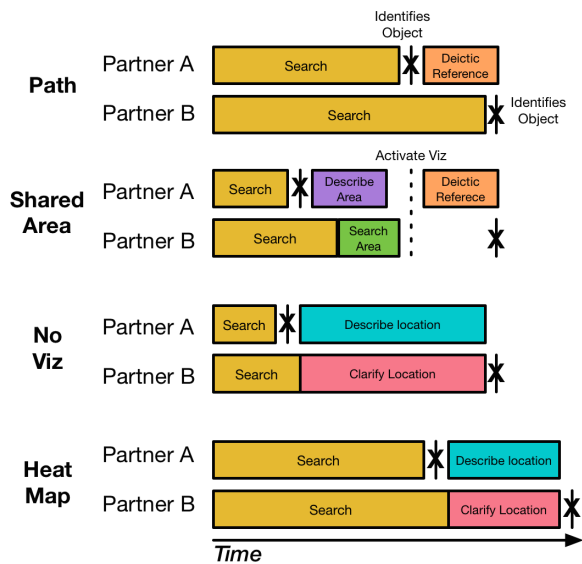 Identifies
Object
Path
Partner A
Search
X
Deictic
Reference
Partner B
Search
X
Identifies
Object
Activate Viz
Shared
Area
Partner A
Search
X
Describe
Area
Deictic
Referece
Partner B
Search
Search
Area
X
No
Viz
Partner A
Search
X
Describe location
Partner B
Search
Clarify Location
X
Heat
Map
Partner A
Search
X
Describe location
Partner B
Search
Clarify Location
X
Time